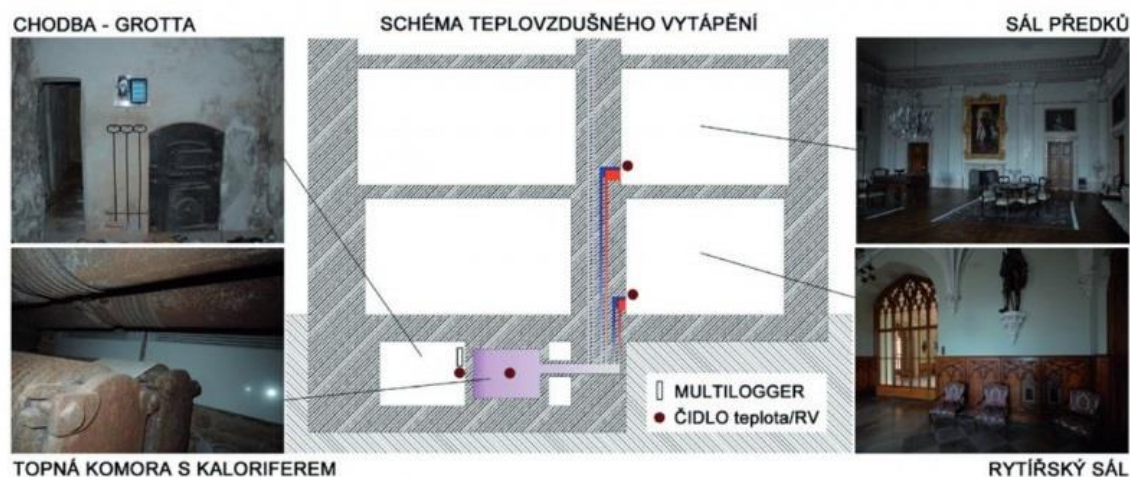 CHODBA - GROTTA
SCHÉMA TEPLOVZDUŠNÉHO VYTÁPĚNÍ
SÁL PŘEDKŮ
MULTILOGGER
ČIDLO teplota/RV
TOPNÁ KOMORA S KALORIFEREM
RYTÍŘSKÝ SÁL